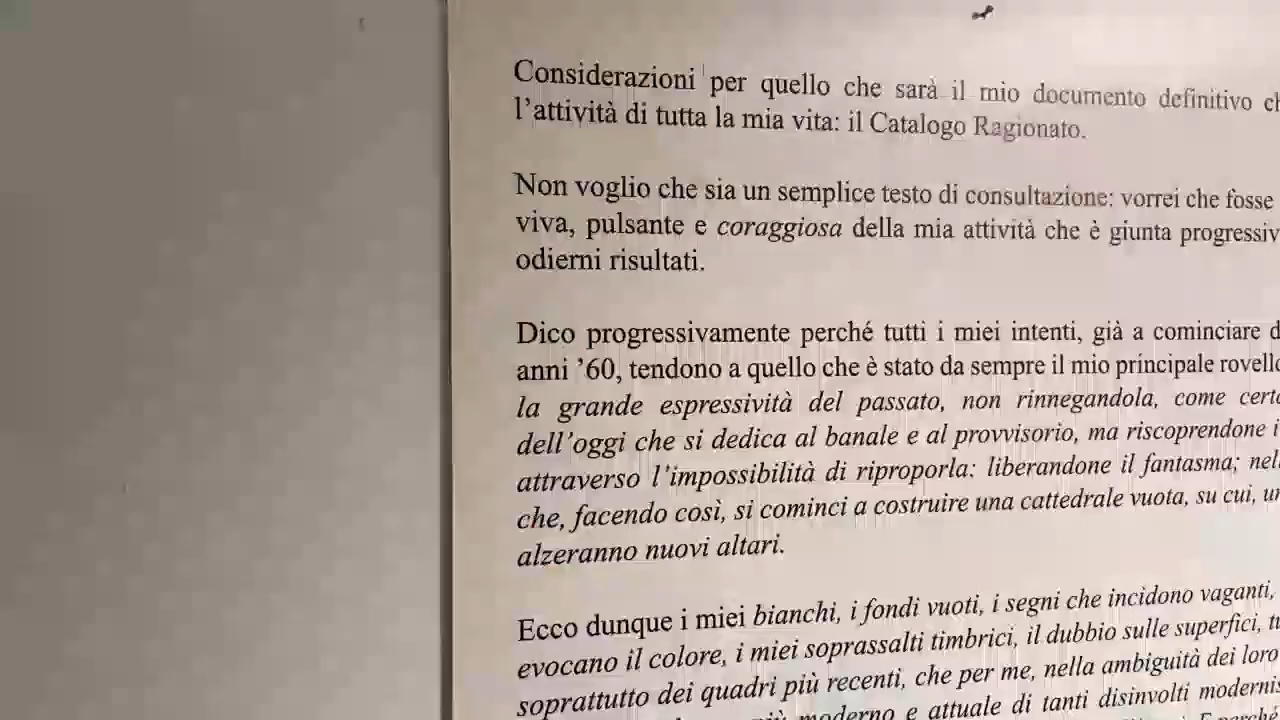 Considerazioni per quello che sarà il mio documento definitivo
l'attività di tutta la mia vita: il Catalogo Ragionato.
Non voglio che sia un semplice testo di consultazione: vorrei che fosse
viva, pulsante e coraggiosa della mia attività che è giunta
odierni risultati.
Dico progressivamente perché tutti i miei intenti, già a cominciare
anni '60, tendono a quello che è stato da sempre il mio principale
la grande espressività del passato, non rinnegandola, come
dell'oggi che si dedica al banale e al provvisorio, ma riscoprendone
attraverso l'impossibilità di riproporla: liberandone il fantasma;
che, facendo così, si cominci a costruire una cattedrale vuota, su cui,
alzeranno nuovi altari.
Ecco dunque i miei bianchi, i fondi vuoti, i segni che incidono vaganti,
evocano il colore, i miei soprassalti timbrici, il dubbio sulle superfici,
soprattutto dei quadri più recenti, che per me, nella ambiguità dei loro
più moderno e attuale di tanti disinvolti